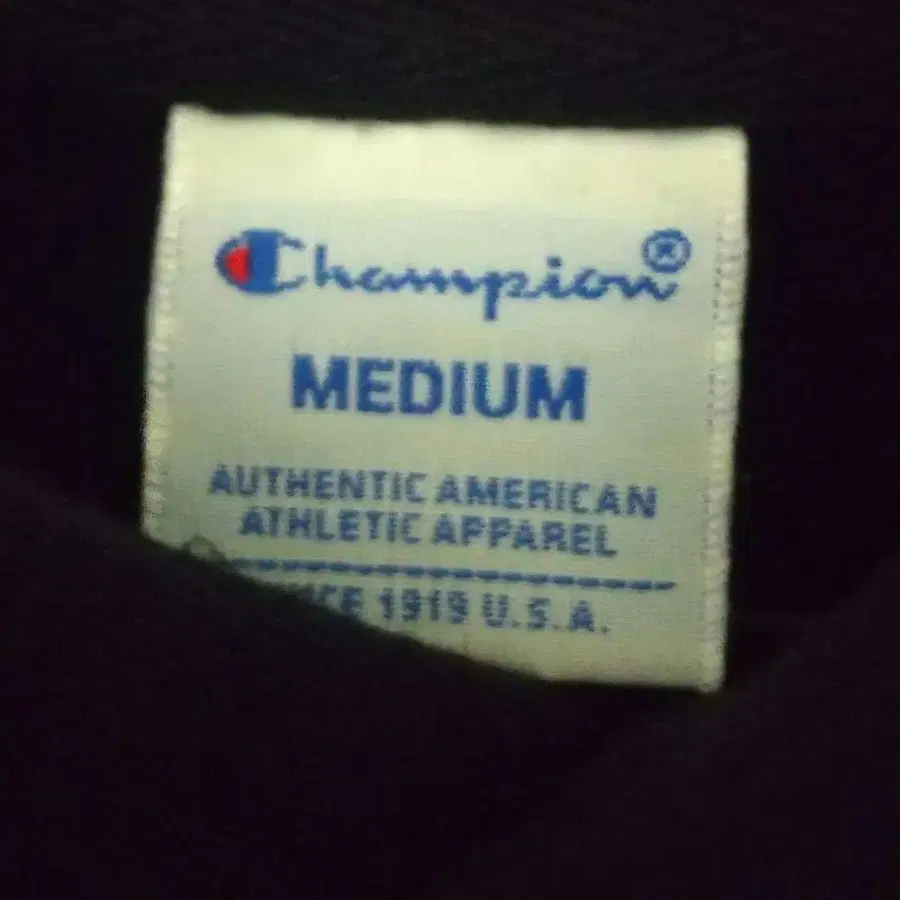 Champion®
MEDIUM
AUTHENTIC AMERICAN
ATHLETIC APPAREL
1919 U.S.A.